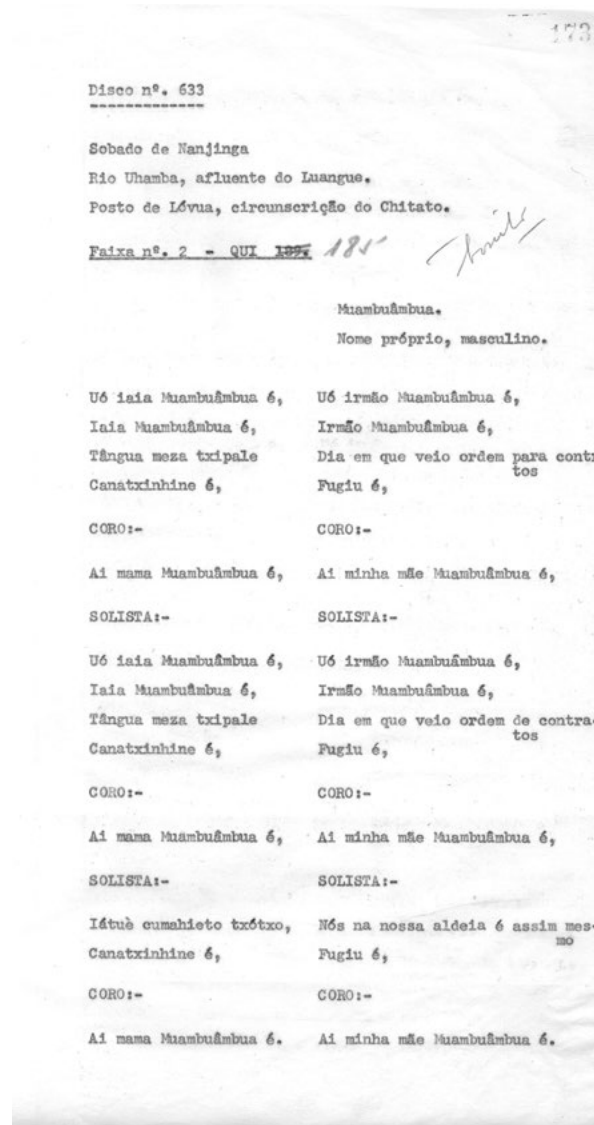 173
Disco nº. 633
Sobado de Nanjinga
Rio Uhamba, afluente do Luangue.
Posto de Lóvua, circunscrição do Chitato.
Faixa nº. 2 - QUI 189. 185
Muambuâmbua.
Nome próprio, masculino.
Uó iaia Muambuâmbua é, Uó irmão Muambuâmbua é,
Iaia Muambuâmbua é, Irmão Muambuâmbua é,
Tângua meza txipale Dia em que veio ordem para contra
tos
Canatxinhine é, Fugiu é,
CORO:- CORO:-
Ai mama Muambuâmbua é, Ai minha mãe Muambuâmbua é,
SOLISTA:- SOLISTA:-
Uó iaia Muambuâmbua é, Uó irmão Muambuâmbua é,
Iaia Muambuâmbua é, Irmão Muambuâmbua é,
Tângua meza txipale Dia em que veio ordem de contra-
tos
Canatxinhine é, Fugiu é,
CORO:- CORO:-
Ai mama Muambuâmbua é, Ai minha mãe Muambuâmbua é,
SOLISTA:- SOLISTA:-
Iátuè cumahieto txótxo, Nós na nossa aldeia é assim mes-
mo
Canatxinhine é, Fugiu é,
CORO:- CORO:-
Ai mama Muambuâmbua é. Ai minha mãe Muambuâmbua é.